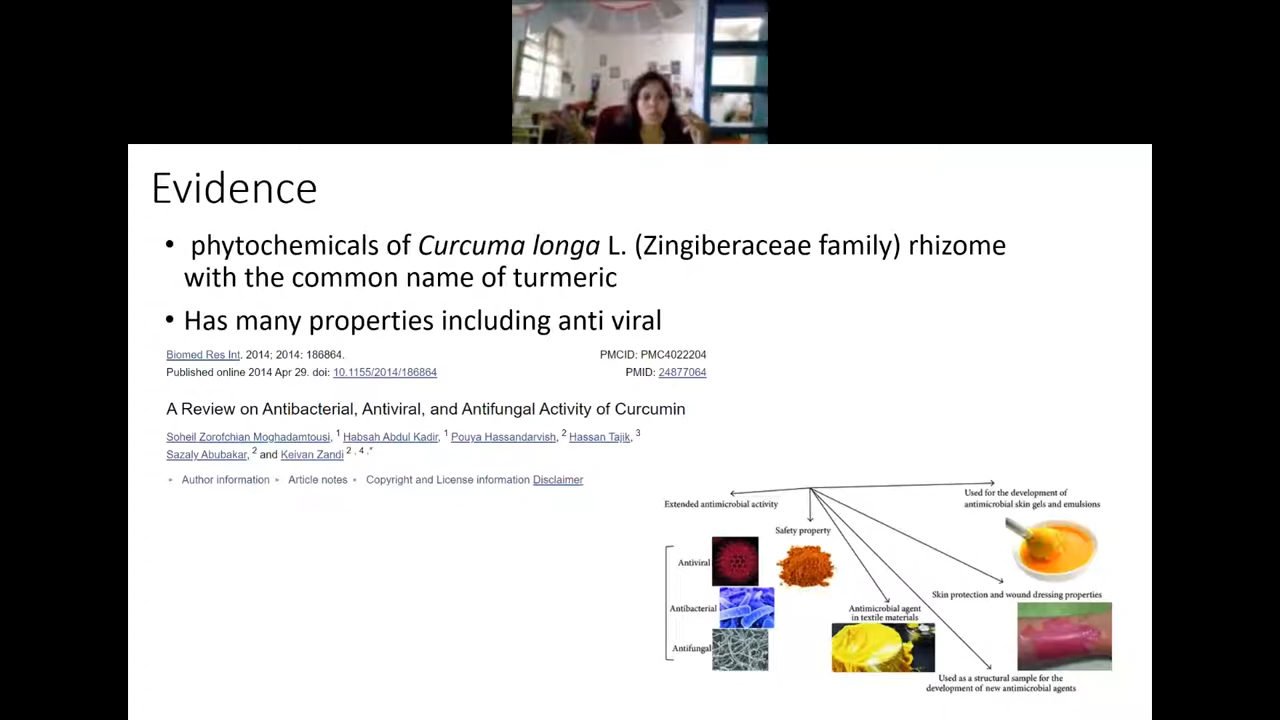 Evidence
• phytochemicals of Curcuma longa L. (Zingiberaceae family) rhizome
with the common name of turmeric
• Has many properties including anti viral
Biomed Res Int. 2014; 2014: 186864.
PMCID: PMC4022204
Published online 2014 Apr 29. doi: 10.1155/2014/186864
PMID: 24877064
A Review on Antibacterial, Antiviral, and Antifungal Activity of Curcumin
Soheil Zorofchian Moghadamtousi, 1 Habsah Abdul Kadir, 1 Pouya Hassandarvish, 2 Hassan Tajik, 3
Sazaly Abubakar, 2 and Keivan Zandi 2 , 4 ,*
Author information Article notes Copyright and License information Disclaimer
Extended antimicrobial activity
Antiviral
Antibacterial
Antifungal
Safety property
Antimicrobial agent
in textile materials
Used for the development of
antimicrobial skin gels and emulsions
Skin protection and wound dressing properties
Used as a structural sample for the
development of new antimicrobial agents